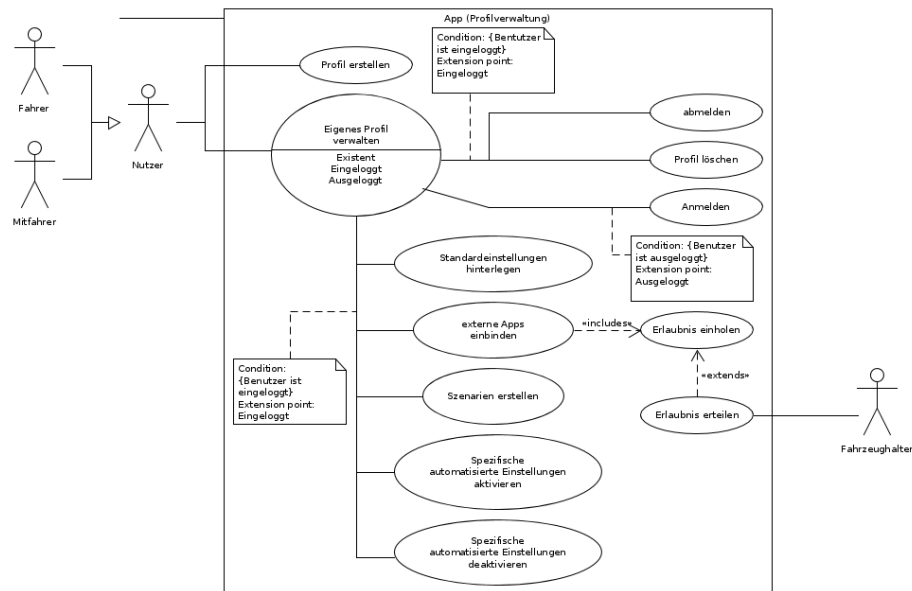 App (Profilverwaltung)
Condition: {Bentutzer
ist eingeloggt}
Extension point:
Eingeloggt
Fahrer
Profil erstellen
Nutzer
Mitfahrer
Eigenes Profil
verwalten
Existent
Eingeloggt
Ausgeloggt
abmelden
Profil löschen
Anmelden
Condition: {Benutzer
ist ausgeloggt}
Extension point:
Ausgeloggt
Standardeinstellungen
hinterlegen
externe Apps
einbinden
«includes»
Erlaubnis einholen
Condition:
{Benutzer ist
eingeloggt}
Extension point:
Eingeloggt
Szenarien erstellen
«extends»
Erlaubnis erteilen
Fahrzeughalter
Spezifische
automatisierte Einstellungen
aktivieren
Spezifische
automatisierte Einstellungen
deaktivieren